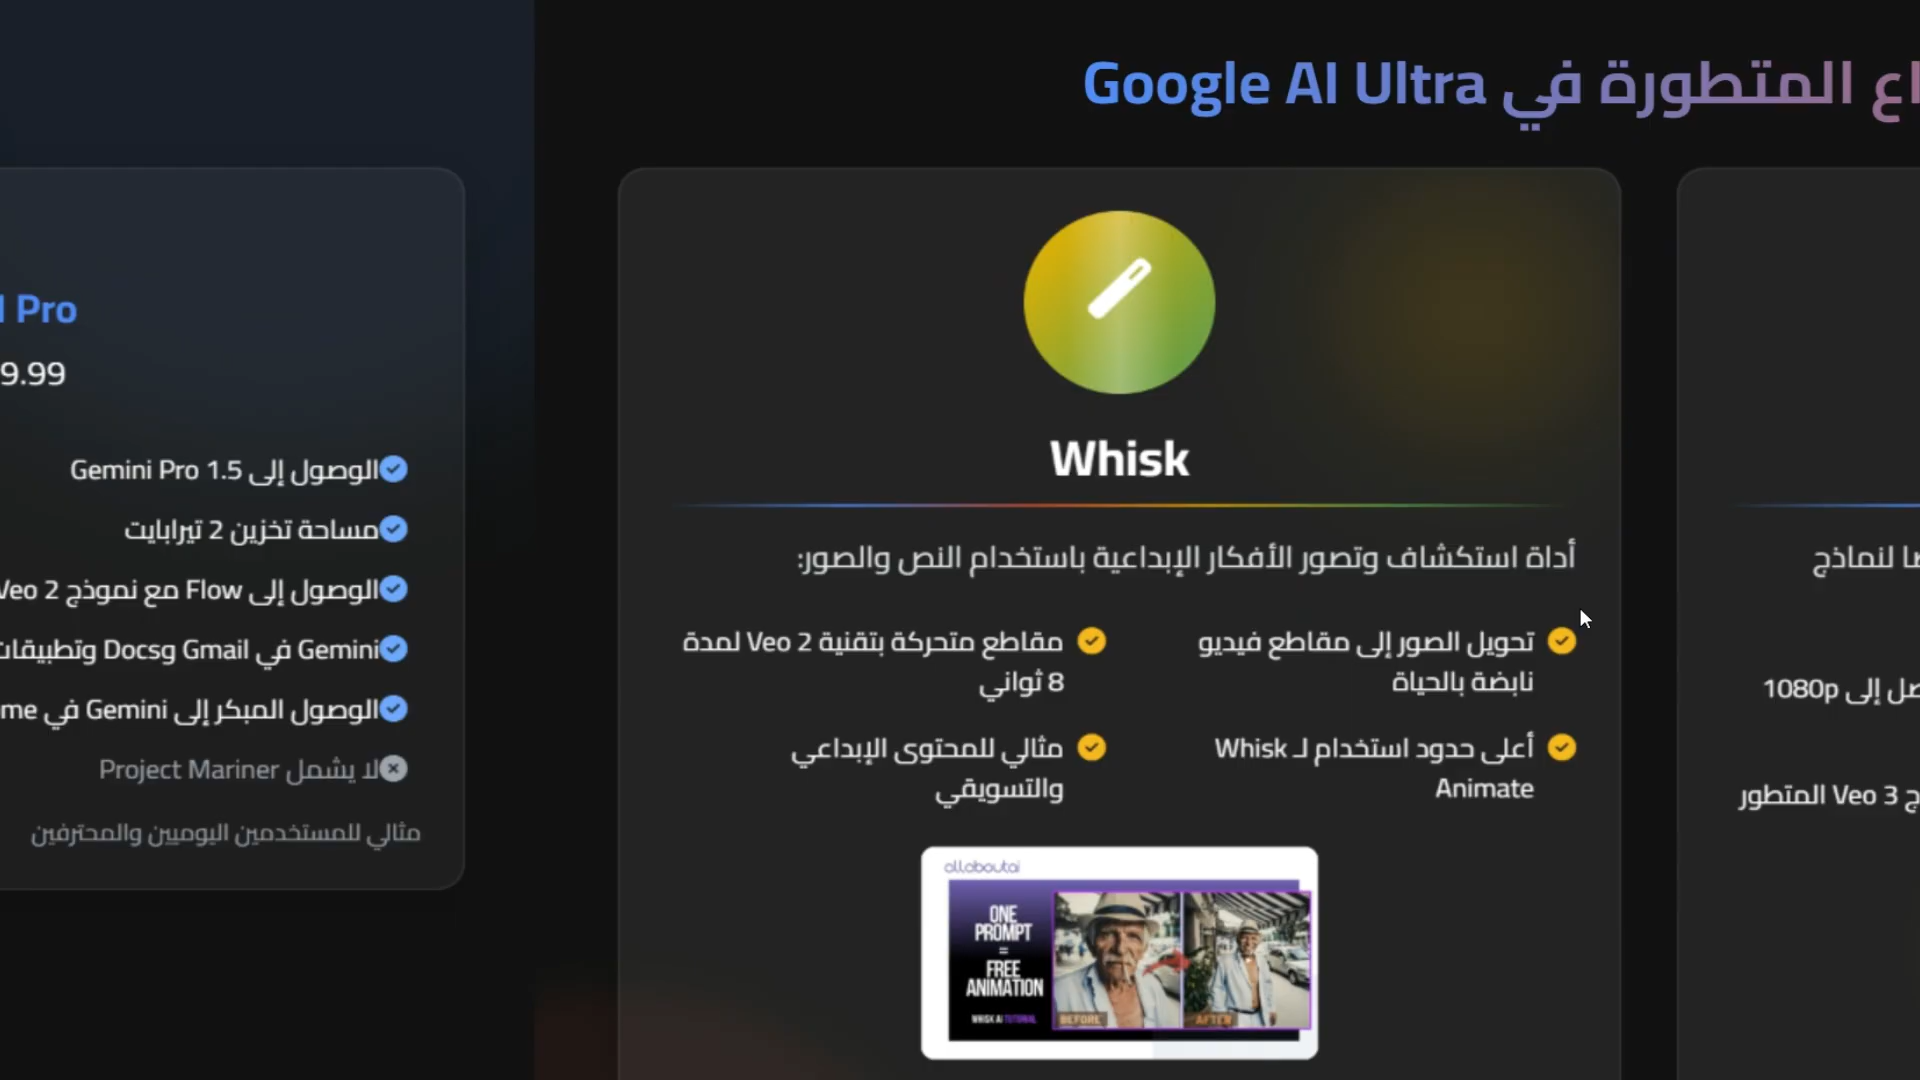 المتطورة في Google AI Ultra
Whisk
أداة استكشاف وتصور الأفكار الإبداعية باستخدام النص والصور:
تحويل الصور إلى مقاطع فيديو
نابضة بالحياة
مقاطع متحركة بتقنية Veo 2 لمدة
8 ثواني
أعلى حدود استخدام لـ Whisk
Animate
مثالي للمحتوى الإبداعي
والتسويقي
allaboutai
ONE
PROMPT
=
FREE
ANIMATION
WHISK AI TUTORIAL
BEFORE
AFTER
لنماذج
إلى 1080p
Veo 3 المتطور
Pro
9.99
الوصول إلى Gemini Pro 1.5
مساحة تخزين 2 تيرابايت
الوصول إلى Flow مع نموذج Veo 2
Gemini في Gmail وDocs وتطبيقات
الوصول المبكر إلى Gemini في me
لا يشمل Project Mariner
مثالي للمستخدمين اليوميين والمحترفين